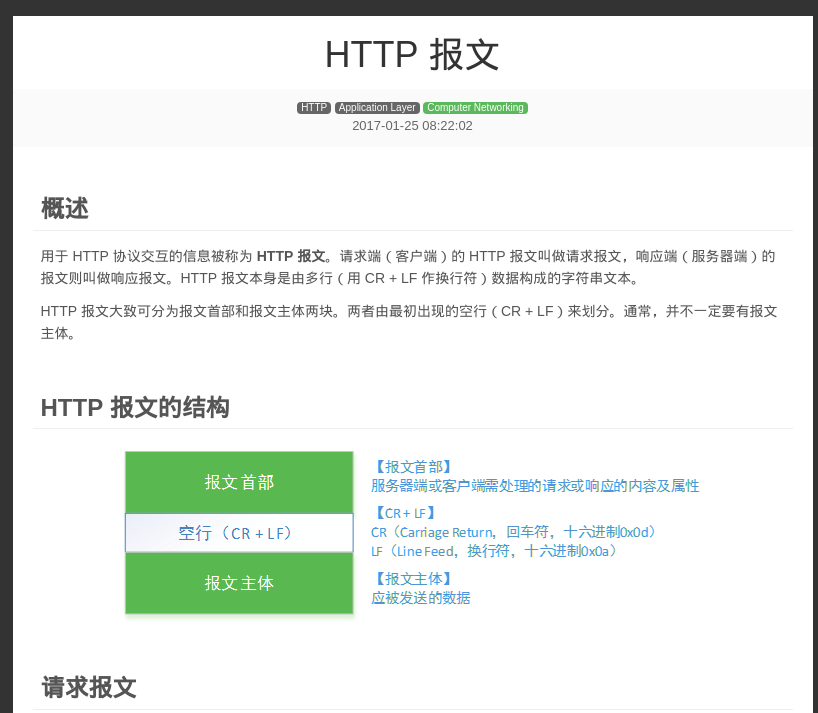 HTTP 报文
HTTP Application Layer Computer Networking
2017-01-25 08:22:02
概述
用于 HTTP 协议交互的信息被称为 HTTP 报文。请求端（客户端）的 HTTP 报文叫做请求报文，响应端（服务器端）的
报文则叫做响应报文。HTTP 报文本身是由多行（用 CR + LF 作换行符）数据构成的字符串文本。
HTTP 报文大致可分为报文首部和报文主体两块。两者由最初出现的空行（CR + LF）来划分。通常，并不一定要有报文
主体。
HTTP 报文的结构
报文首部
空行（CR + LF）
报文主体
【报文首部】
服务器端或客户端需处理的请求或响应的内容及属性
【CR + LF】
CR（Carriage Return，回车符，十六进制0x0d）
LF（Line Feed，换行符，十六进制0x0a）
【报文主体】
应被发送的数据
请求报文